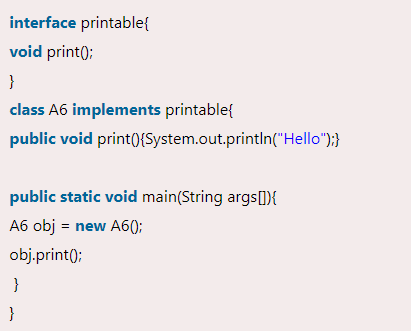 interface printable{
void print();
}
class A6 implements printable{
public void print(){System.out.println("Hello");}
public static void main(String args[]){
A6 obj = new A6();
obj.print();
}
}